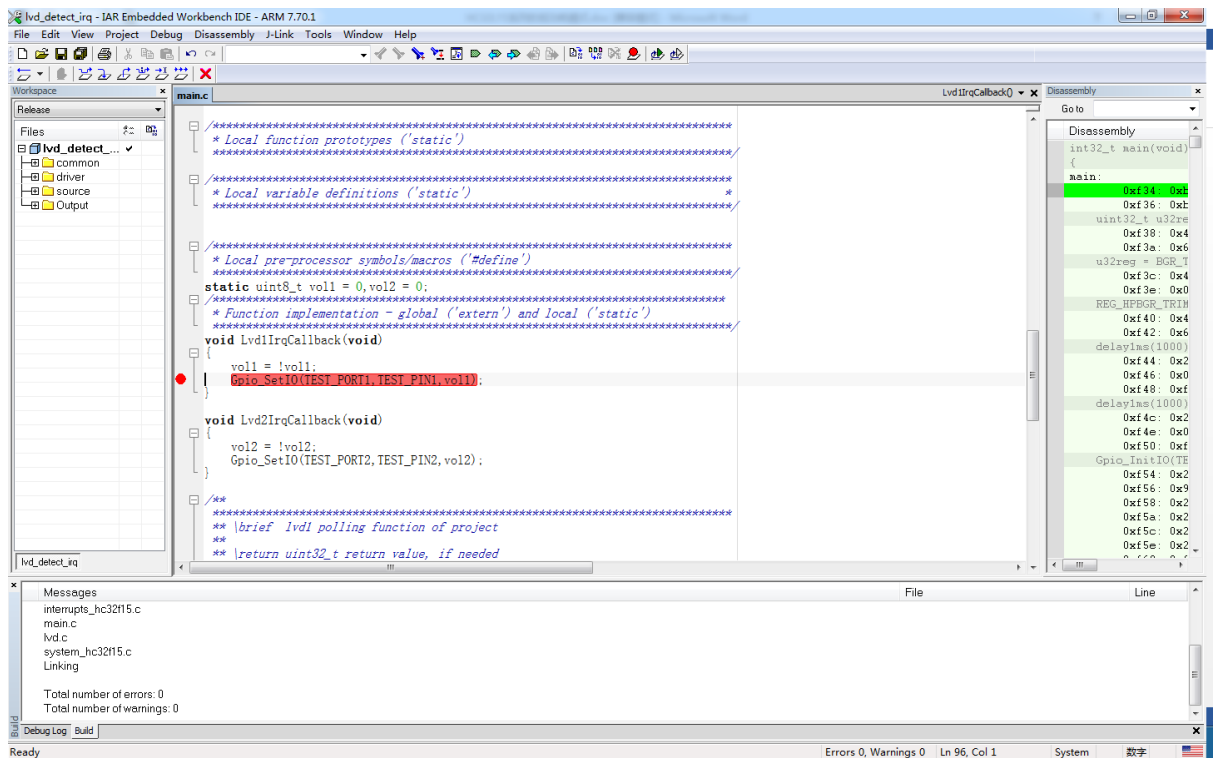 lvd_detect_irq - IAR Embedded Workbench IDE - ARM 7.70.1
File Edit View Project Debug Disassembly J-Link Tools Window Help
Workspace
Release
Files
lvd_detect_...
common
driver
source
Output
lvd_detect_irq
main.c
Lvd1IrqCallback()
/*****************************************************************************
* Local function prototypes ('static')
******************************************************************************/
/*****************************************************************************
* Local variable definitions ('static') *
******************************************************************************/
/*****************************************************************************
* Local pre-processor symbols/macros ('#define')
******************************************************************************/
static uint8_t vol1 = 0,vol2 = 0;
/*****************************************************************************
* Function implementation - global ('extern') and local ('static')
******************************************************************************/
void Lvd1IrqCallback(void)
{
vol1 = !vol1;
Gpio_SetIO(TEST_PORT1,TEST_PIN1,vol1);
}
void Lvd2IrqCallback(void)
{
vol2 = !vol2;
Gpio_SetIO(TEST_PORT2,TEST_PIN2,vol2);
}
/**
******************************************************************************
** \brief lvd1 polling function of project
**
** \return uint32_t return value, if needed
Disassembly
Go to
Disassembly
int32_t main(void)
{
main:
0xf34: 0xb
0xf36: 0xb
uint32_t u32re
0xf38: 0x4
0xf3a: 0x6
u32reg = BGR_T
0xf3c: 0x4
0xf3e: 0x0
REG_HPBGR_TRIM
0xf40: 0x4
0xf42: 0x6
delay1ms(1000)
0xf44: 0x2
0xf46: 0x0
0xf48: 0xf
delay1ms(1000)
0xf4c: 0x2
0xf4e: 0x0
0xf50: 0xf
Gpio_InitIO(TE
0xf54: 0x2
0xf56: 0x9
0xf58: 0x2
0xf5a: 0x2
0xf5c: 0x2
0xf5e: 0x2
Messages File Line
interrupts_hc32f15.c
main.c
lvd.c
system_hc32f15.c
Linking
Total number of errors: 0
Total number of warnings: 0
Build
Debug Log Build
Ready Errors 0, Warnings 0 Ln 96, Col 1 System 数字